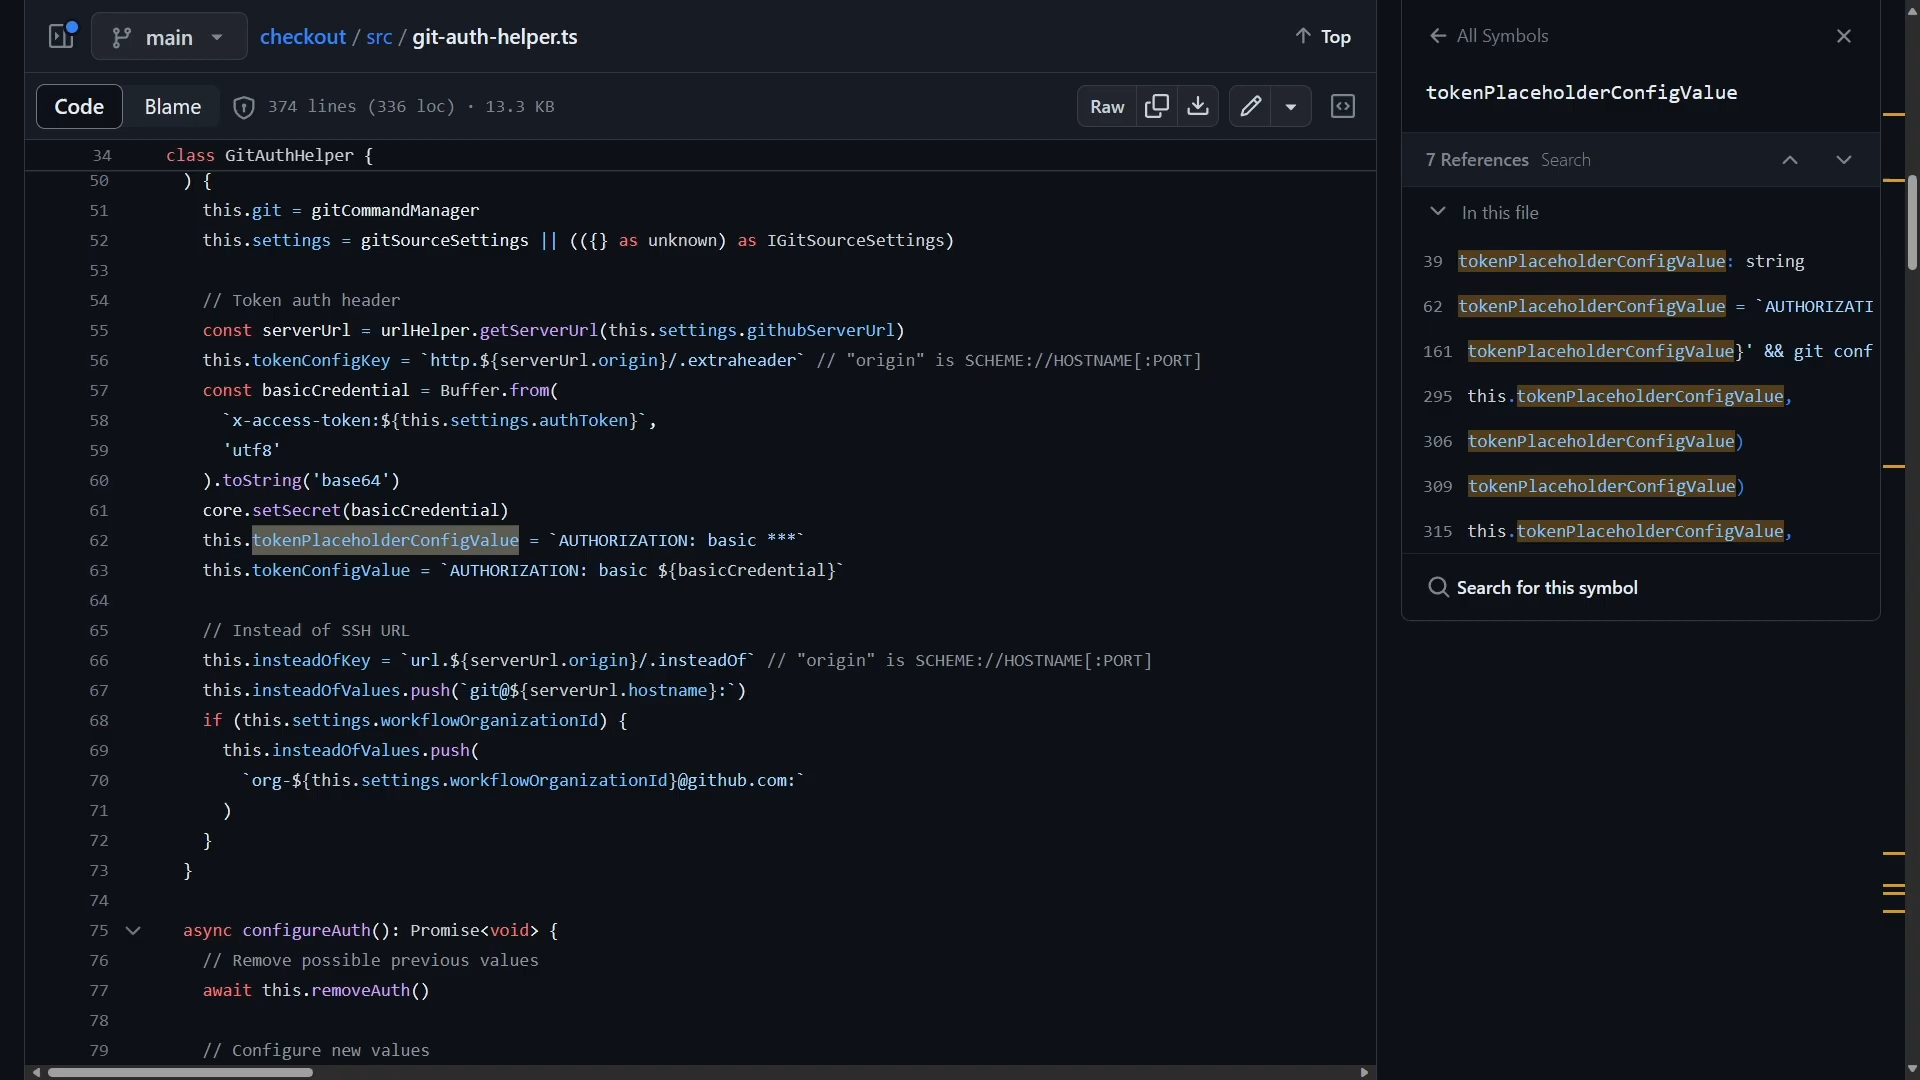 main
checkout / src / git-auth-helper.ts
Top
Code
Blame
374 lines (336 loc) · 13.3 KB
Raw
34 class GitAuthHelper {
50 ) {
51 this.git = gitCommandManager
52 this.settings = gitSourceSettings || (({} as unknown) as IGitSourceSettings)
53
54 // Token auth header
55 const serverUrl = urlHelper.getServerUrl(this.settings.githubServerUrl)
56 this.tokenConfigKey = `http.${serverUrl.origin}/.extraheader` // "origin" is SCHEME://HOSTNAME[:PORT]
57 const basicCredential = Buffer.from(
58 `x-access-token:${this.settings.authToken}`,
59 'utf8'
60 ).toString('base64')
61 core.setSecret(basicCredential)
62 this.tokenPlaceholderConfigValue = `AUTHORIZATION: basic ***`
63 this.tokenConfigValue = `AUTHORIZATION: basic ${basicCredential}`
64
65 // Instead of SSH URL
66 this.insteadOfKey = `url.${serverUrl.origin}/.insteadOf` // "origin" is SCHEME://HOSTNAME[:PORT]
67 this.insteadOfValues.push(`git@${serverUrl.hostname}:`)
68 if (this.settings.workflowOrganizationId) {
69 this.insteadOfValues.push(
70 `org-${this.settings.workflowOrganizationId}@github.com:`
71 )
72 }
73 }
74
75 async configureAuth(): Promise<void> {
76 // Remove possible previous values
77 await this.removeAuth()
78
79 // Configure new values
All Symbols
tokenPlaceholderConfigValue
7 References Search
In this file
39 tokenPlaceholderConfigValue: string
62 tokenPlaceholderConfigValue = `AUTHORIZATI
161 tokenPlaceholderConfigValue}' && git conf
295 this.tokenPlaceholderConfigValue,
306 tokenPlaceholderConfigValue)
309 tokenPlaceholderConfigValue)
315 this.tokenPlaceholderConfigValue,
Search for this symbol